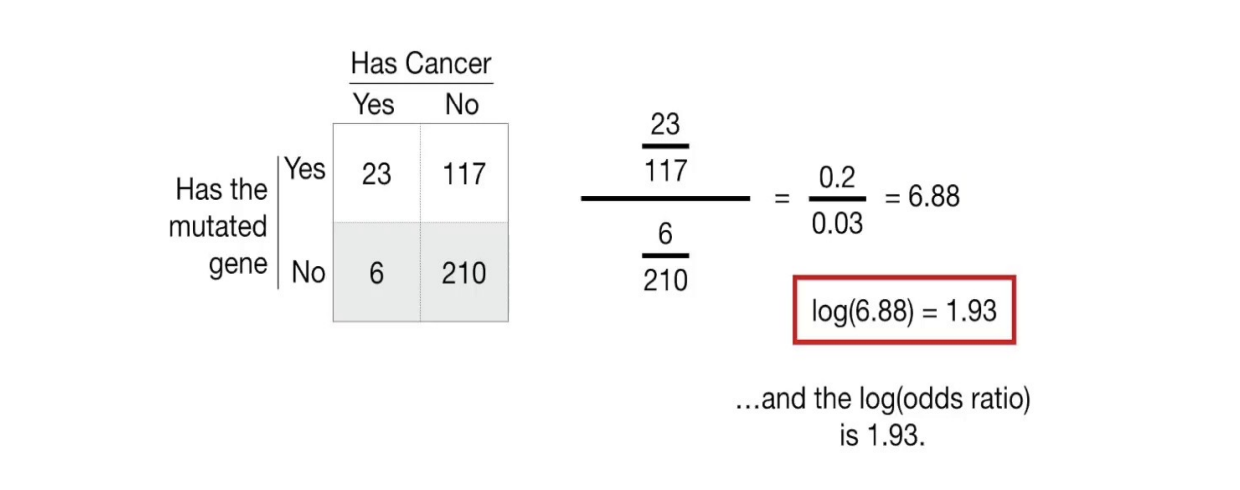 Has Cancer
Yes No
Has the
mutated
gene
Yes 23 117
No 6 210
23
117
6
210
= 0.2
0.03
= 6.88
log(6.88) = 1.93
...and the log(odds ratio)
is 1.93.